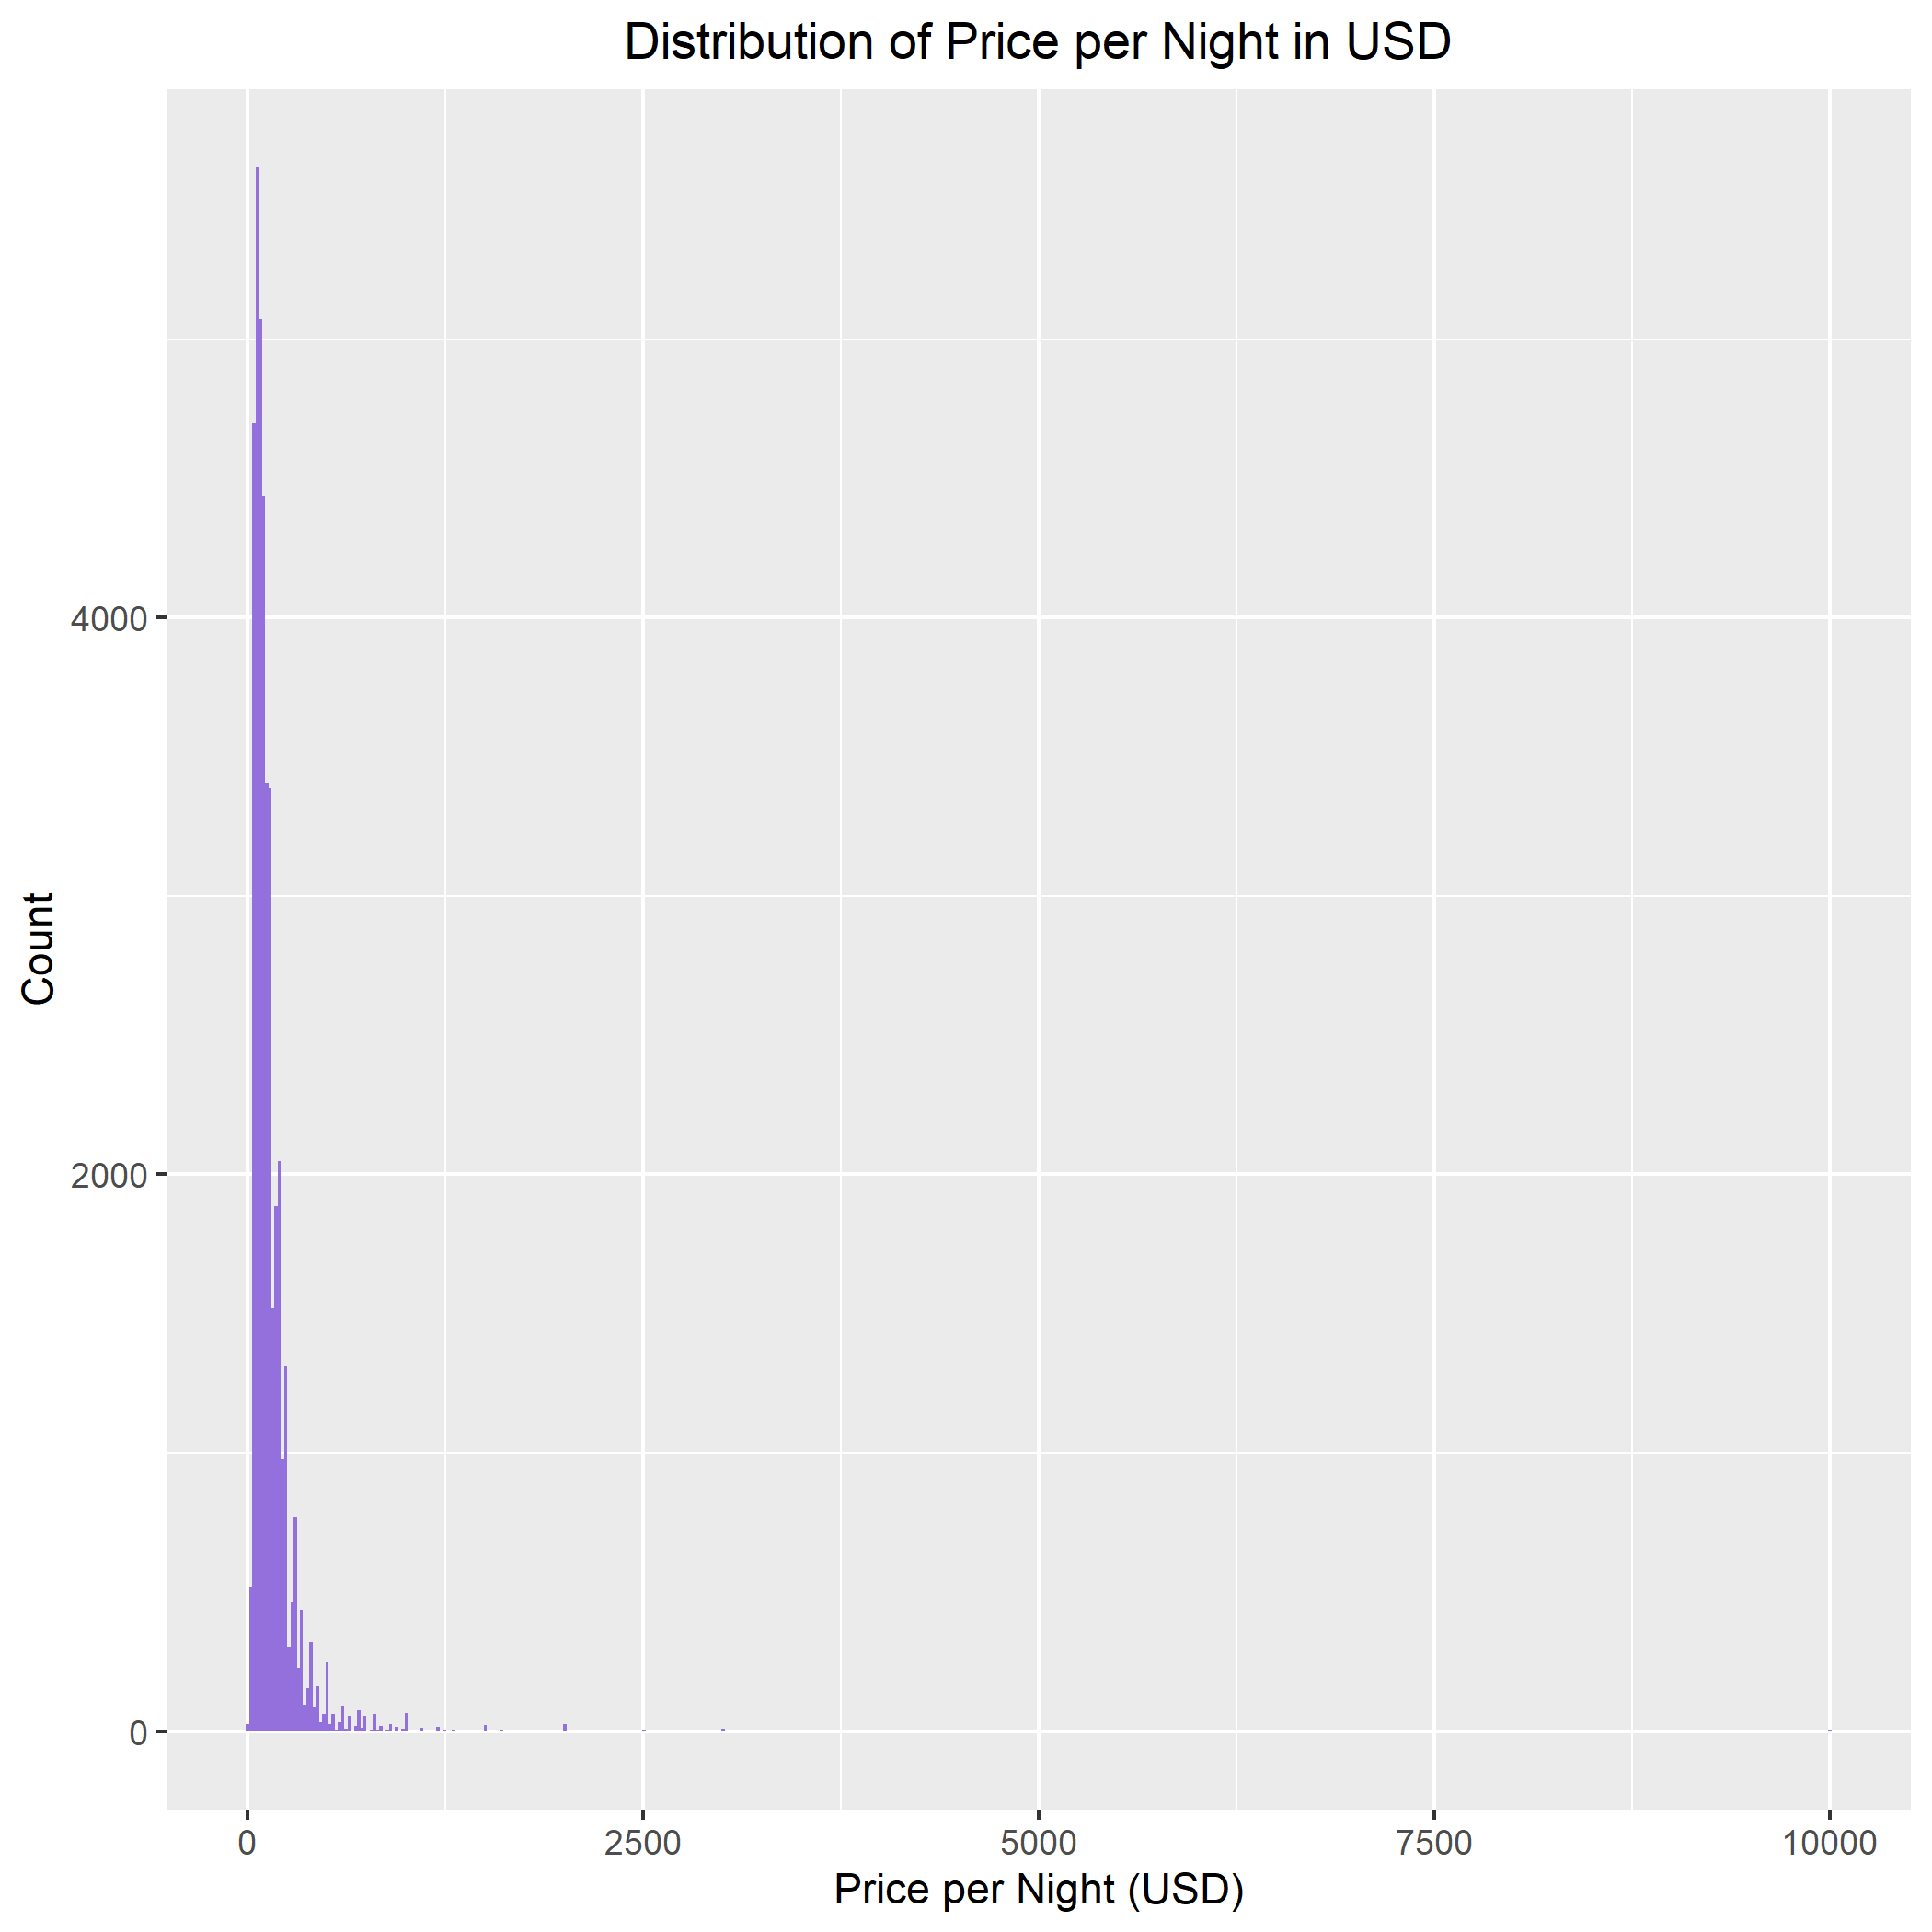 Distribution of Price per Night in USD
Count
4000
2000
0
0 2500 5000 7500 10000
Price per Night (USD)